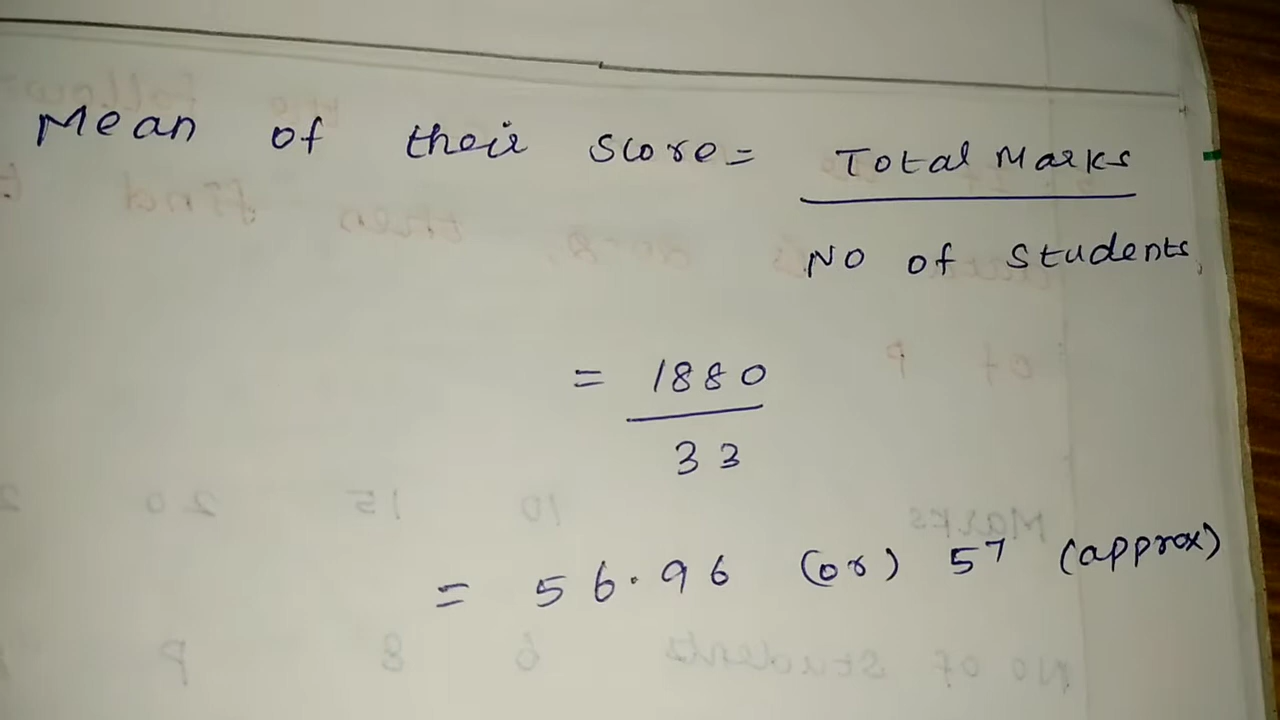 Mean of their score = Total Marks
No of Students
= 1880
33
= 56.96 (or) 57 (approx)